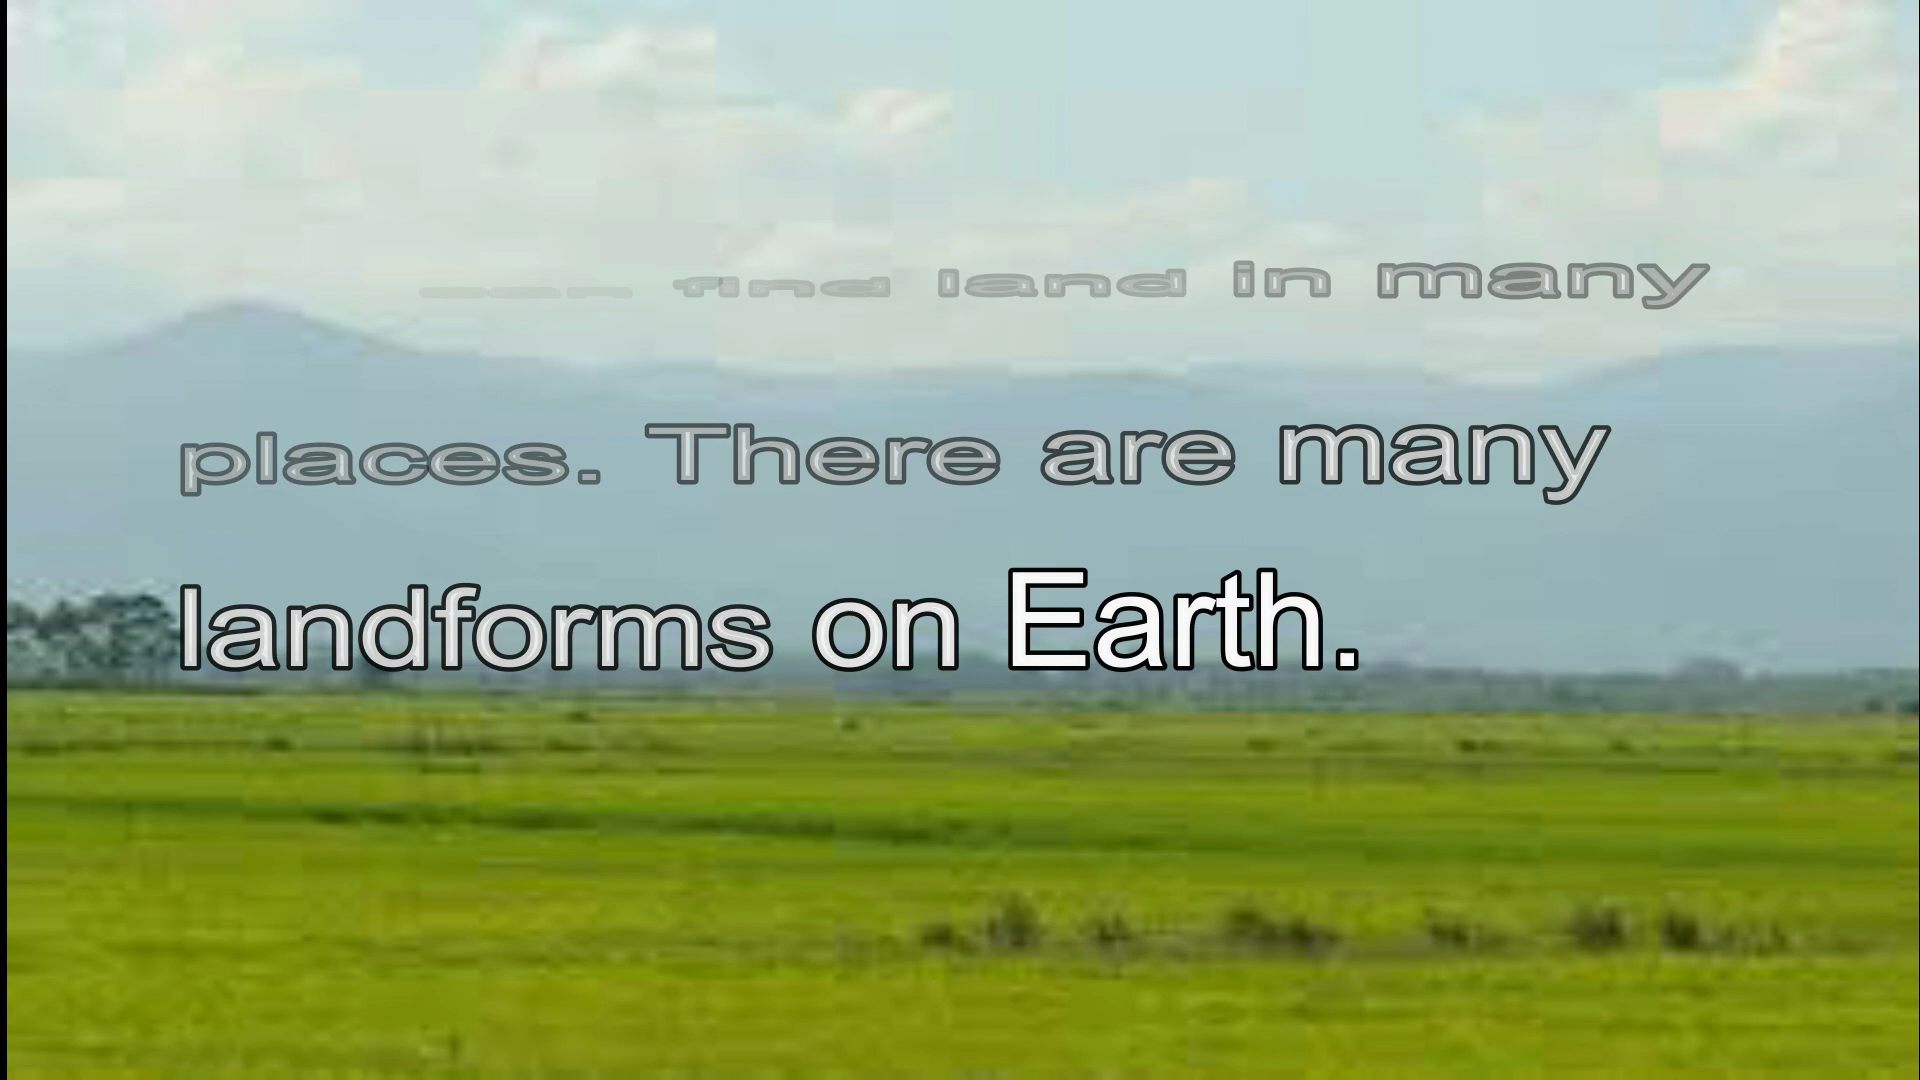 find land in many
places. There are many
landforms on Earth.